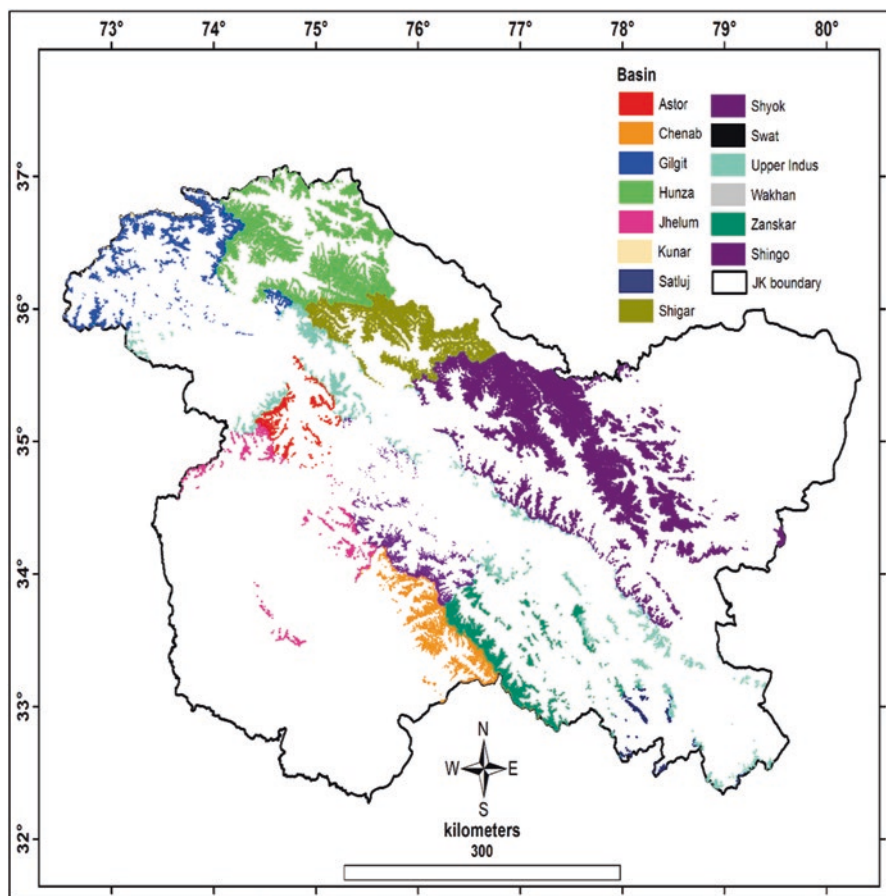 73° 74° 75° 76° 77° 78° 79° 80°
Basin
Astor
Chenab
Gilgit
Hunza
Jhelum
Kunar
Satluj
Shigar
Shyok
Swat
Upper Indus
Wakhan
Zanskar
Shingo
JK boundary
37°
36°
35°
34°
33°
32°
N
W E
S
kilometers
300